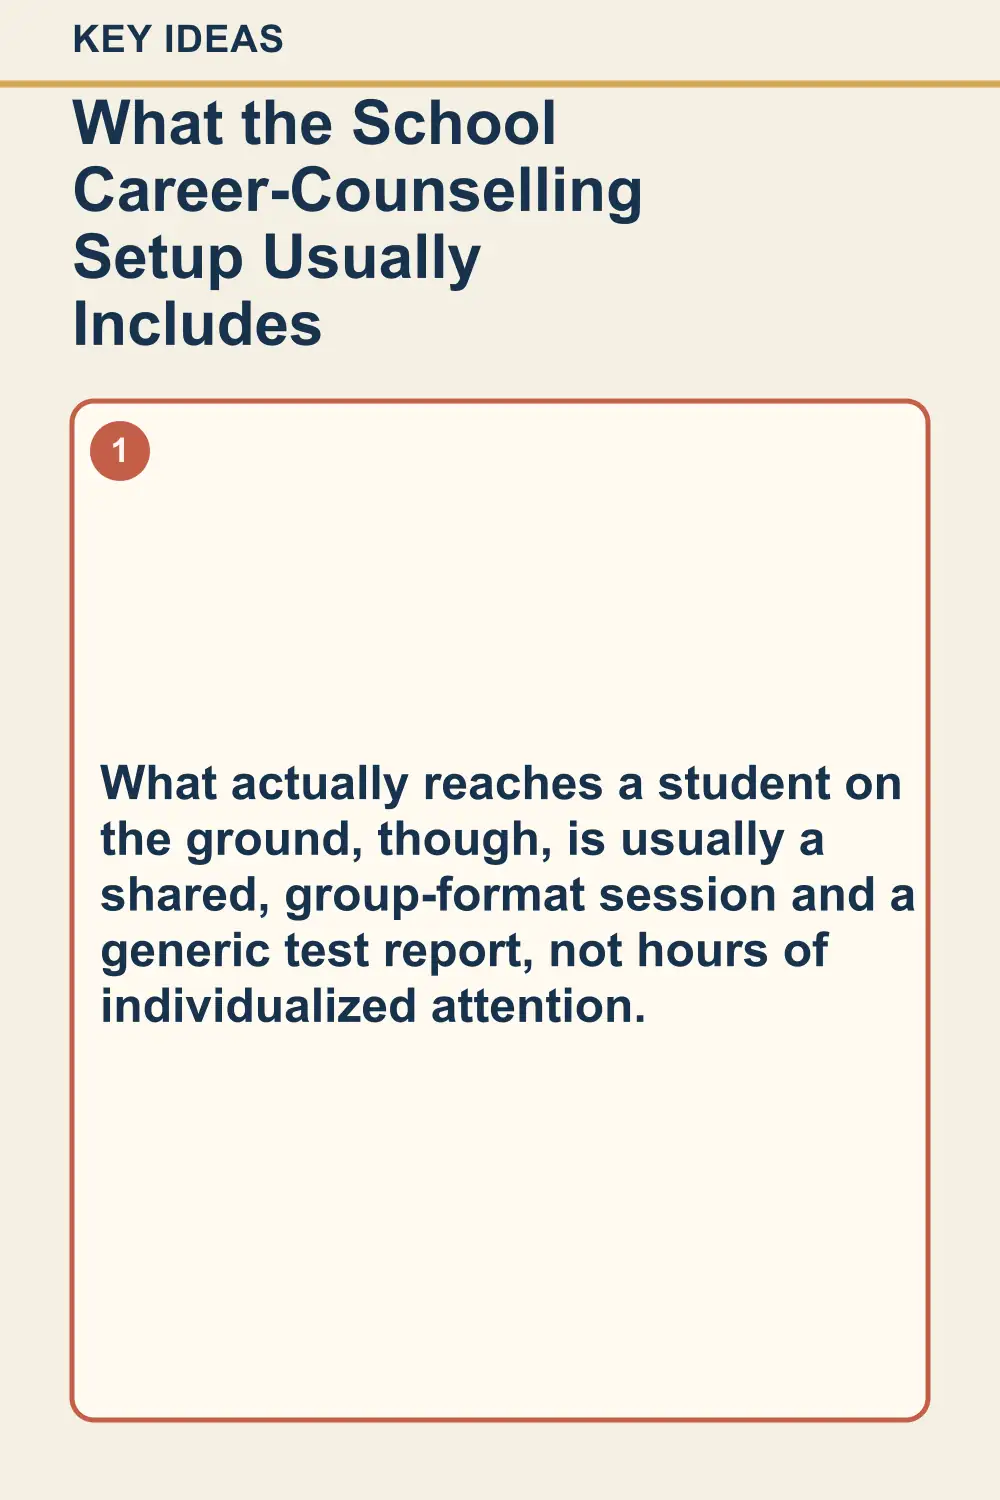 KEY IDEAS
What the School
Career-Counselling
Setup Usually
Includes
1
What actually reaches a student on
the ground, though, is usually a
shared, group-format session and a
generic test report, not hours of
individualized attention.